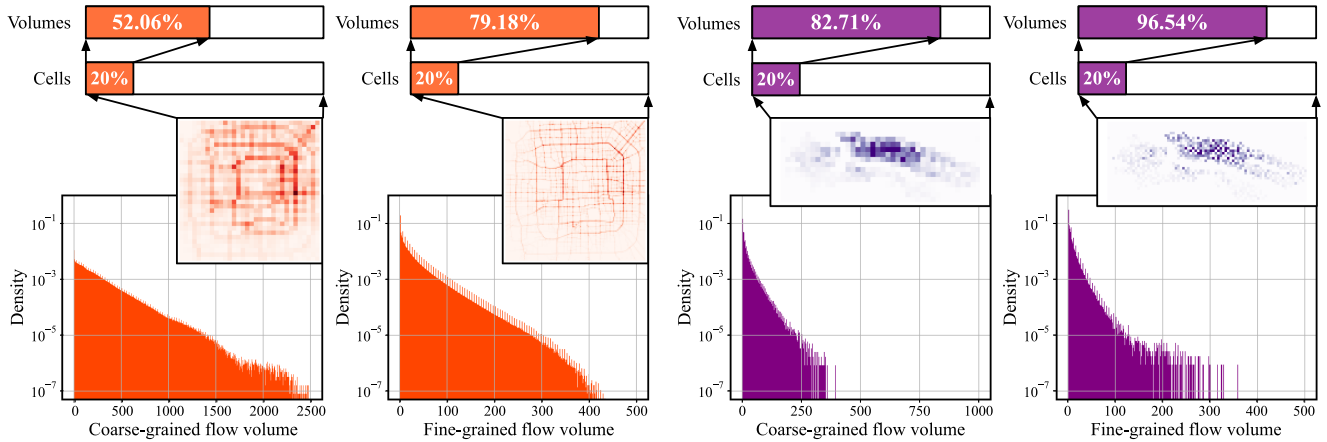 Volumes 52.06%
Cells 20%
Density
10⁻¹
10⁻³
10⁻⁵
10⁻⁷
0 500 1000 1500 2000 2500
Coarse-grained flow volume
Volumes 79.18%
Cells 20%
Density
10⁻¹
10⁻³
10⁻⁵
10⁻⁷
0 100 200 300 400 500
Fine-grained flow volume
Volumes 82.71%
Cells 20%
Density
10⁻¹
10⁻³
10⁻⁵
10⁻⁷
0 250 500 750 1000
Coarse-grained flow volume
Volumes 96.54%
Cells 20%
Density
10⁻¹
10⁻³
10⁻⁵
10⁻⁷
0 100 200 300 400 500
Fine-grained flow volume